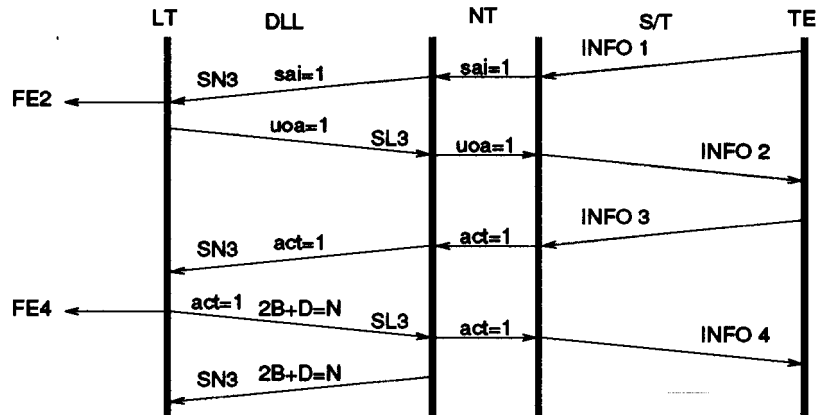 LT DLL NT S/T TE
INFO 1
SN3 sai=1 sai=1
FE2
uoa=1 SL3 uoa=1 INFO 2
INFO 3
SN3 act=1 act=1
FE4 act=1 2B+D=N SL3 act=1 INFO 4
SN3 2B+D=N